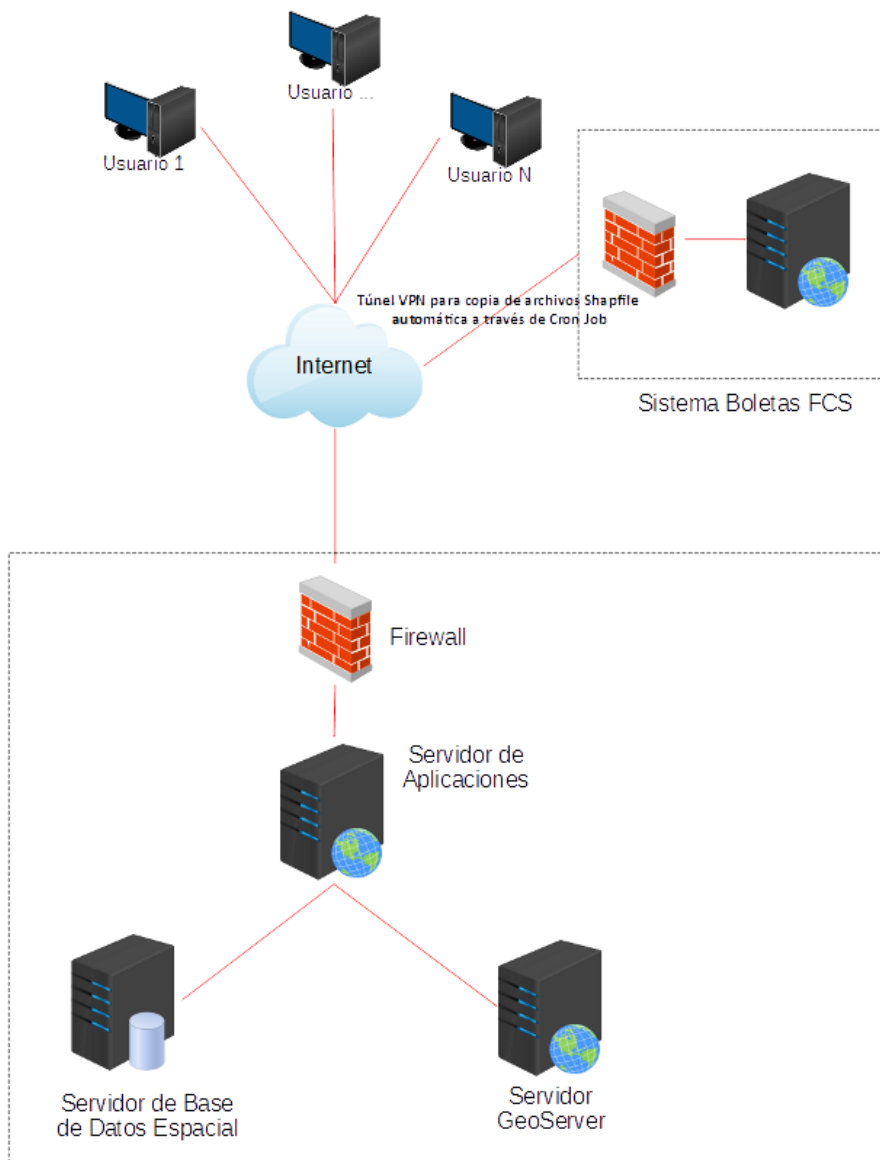 Usuario ...
Usuario 1
Usuario N
Túnel VPN para copia de archivos Shapfile
automática a través de Cron Job
Internet
Sistema Boletas FCS
Firewall
Servidor de
Aplicaciones
Servidor de Base
de Datos Espacial
Servidor
GeoServer